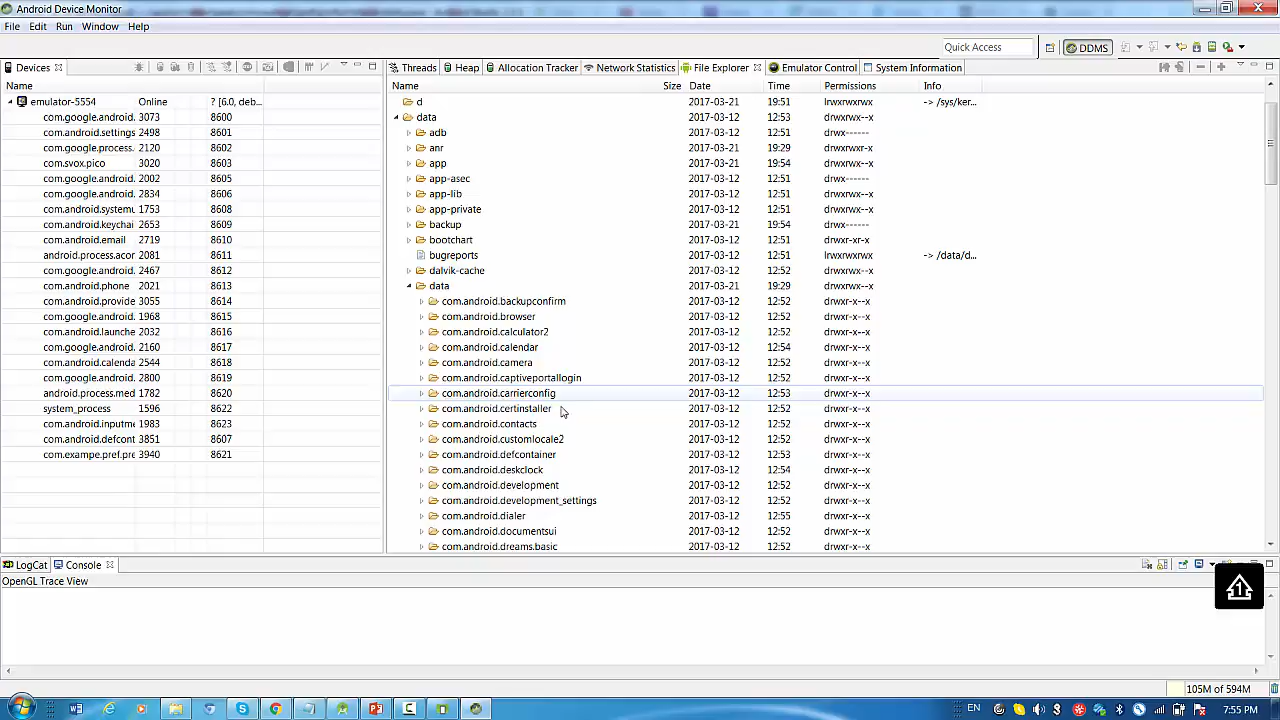 Android Device Monitor
File Edit Run Window Help
Quick Access DDMS
Devices Threads Heap Allocation Tracker Network Statistics File Explorer Emulator Control System Information
Name Name Size Date Time Permissions Info
emulator-5554 Online ? [6.0, deb...
com.google.android. 3073 8600
com.android.settings 2498 8601
com.google.process. 2120 8602
com.svox.pico 3020 8603
com.google.android. 2002 8605
com.google.android. 2834 8606
com.android.systemu 1753 8608
com.android.keychai 2653 8609
com.android.email 2719 8610
android.process.acor 2081 8611
com.google.android. 2467 8612
com.android.phone 2021 8613
com.android.provide 3055 8614
com.google.android. 1968 8615
com.android.launche 2032 8616
com.google.android. 2160 8617
com.android.calenda 2544 8618
com.google.android. 2800 8619
android.process.med 1782 8620
system_process 1596 8622
com.android.inputme 1983 8623
com.android.defcont 3851 8607
com.exampe.pref.pre 3940 8621
d 2017-03-21 19:51 lrwxrwxrwx -> /sys/ker...
data 2017-03-12 12:53 drwxrwx--x
adb 2017-03-12 12:51 drwx------
anr 2017-03-21 19:29 drwxrwxr-x
app 2017-03-21 19:54 drwxrwx--x
app-asec 2017-03-12 12:51 drwx------
app-lib 2017-03-12 12:51 drwxrwx--x
app-private 2017-03-12 12:51 drwxrwx--x
backup 2017-03-21 19:54 drwx------
bootchart 2017-03-12 12:51 drwxr-xr-x
bugreports 2017-03-12 12:51 lrwxrwxrwx -> /data/d...
dalvik-cache 2017-03-12 12:52 drwxrwx--x
data 2017-03-21 19:29 drwxrwx--x
com.android.backupconfirm 2017-03-12 12:52 drwxr-x--x
com.android.browser 2017-03-12 12:52 drwxr-x--x
com.android.calculator2 2017-03-12 12:52 drwxr-x--x
com.android.calendar 2017-03-12 12:54 drwxr-x--x
com.android.camera 2017-03-12 12:52 drwxr-x--x
com.android.captiveportallogin 2017-03-12 12:52 drwxr-x--x
com.android.carrierconfig 2017-03-12 12:53 drwxr-x--x
com.android.certinstaller 2017-03-12 12:52 drwxr-x--x
com.android.contacts 2017-03-12 12:52 drwxr-x--x
com.android.customlocale2 2017-03-12 12:52 drwxr-x--x
com.android.defcontainer 2017-03-12 12:53 drwxr-x--x
com.android.deskclock 2017-03-12 12:54 drwxr-x--x
com.android.development 2017-03-12 12:52 drwxr-x--x
com.android.development_settings 2017-03-12 12:52 drwxr-x--x
com.android.dialer 2017-03-12 12:55 drwxr-x--x
com.android.documentsui 2017-03-12 12:52 drwxr-x--x
com.android.dreams.basic 2017-03-12 12:52 drwxr-x--x
LogCat Console
OpenGL Trace View
1
105M of 594M
EN 7:55 PM